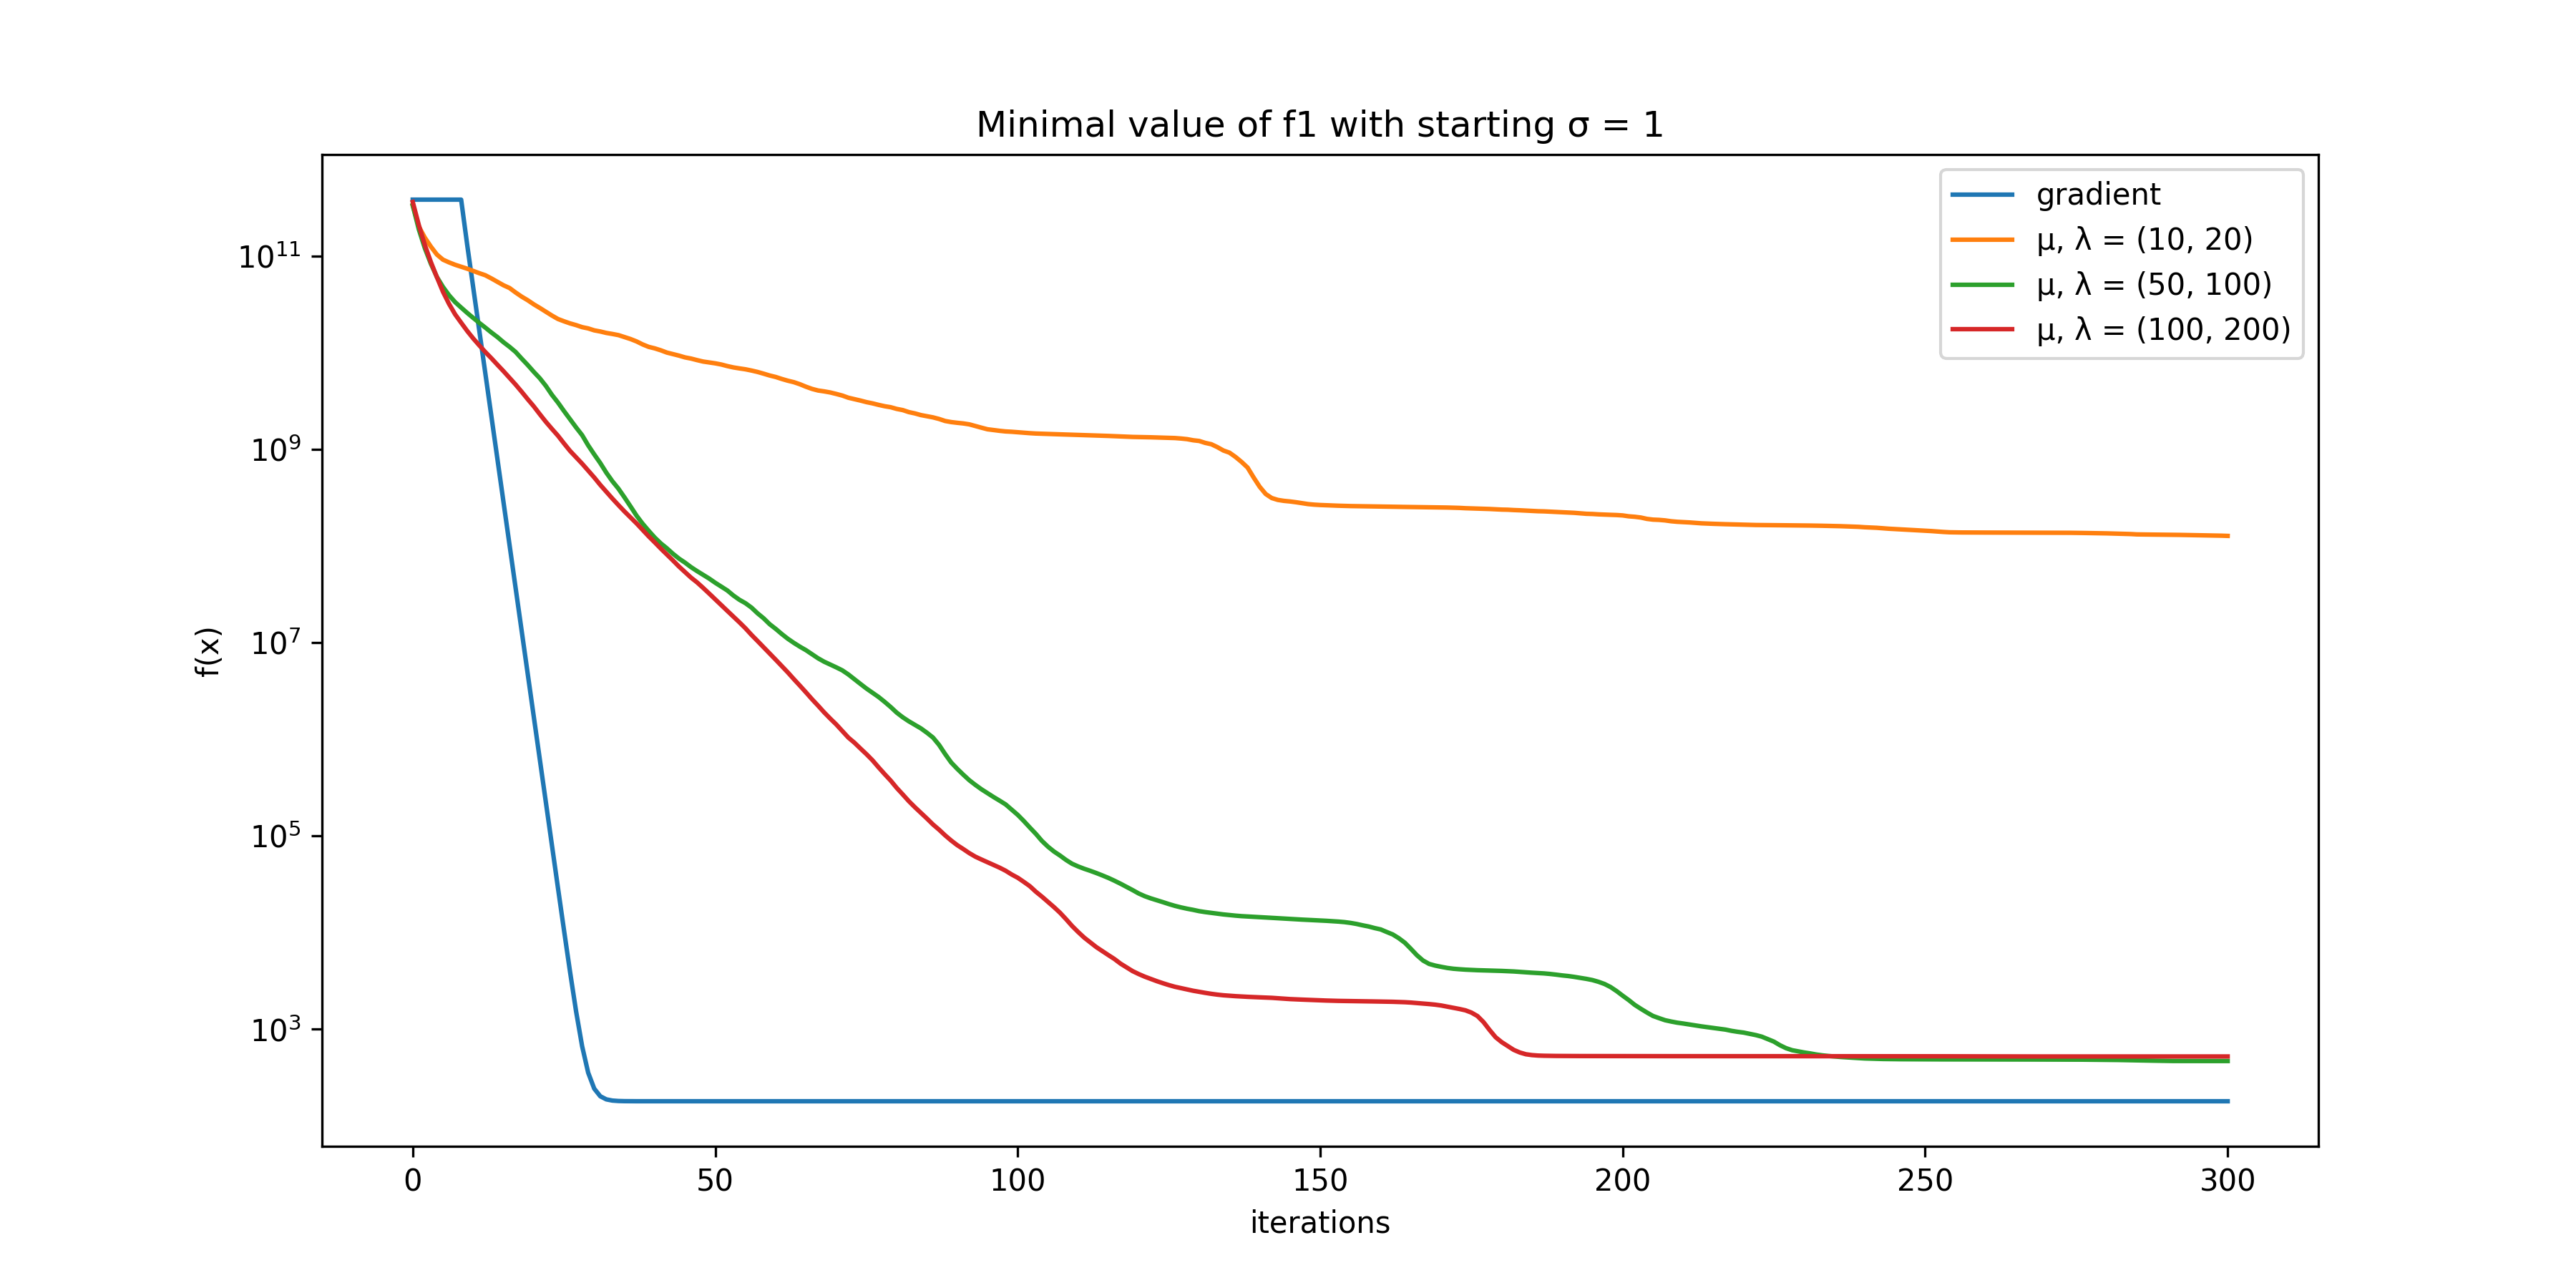 Minimal value of f1 with starting σ = 1
gradient
μ, λ = (10, 20)
μ, λ = (50, 100)
μ, λ = (100, 200)
f(x)
10¹¹
10⁹
10⁷
10⁵
10³
0 50 100 150 200 250 300
iterations